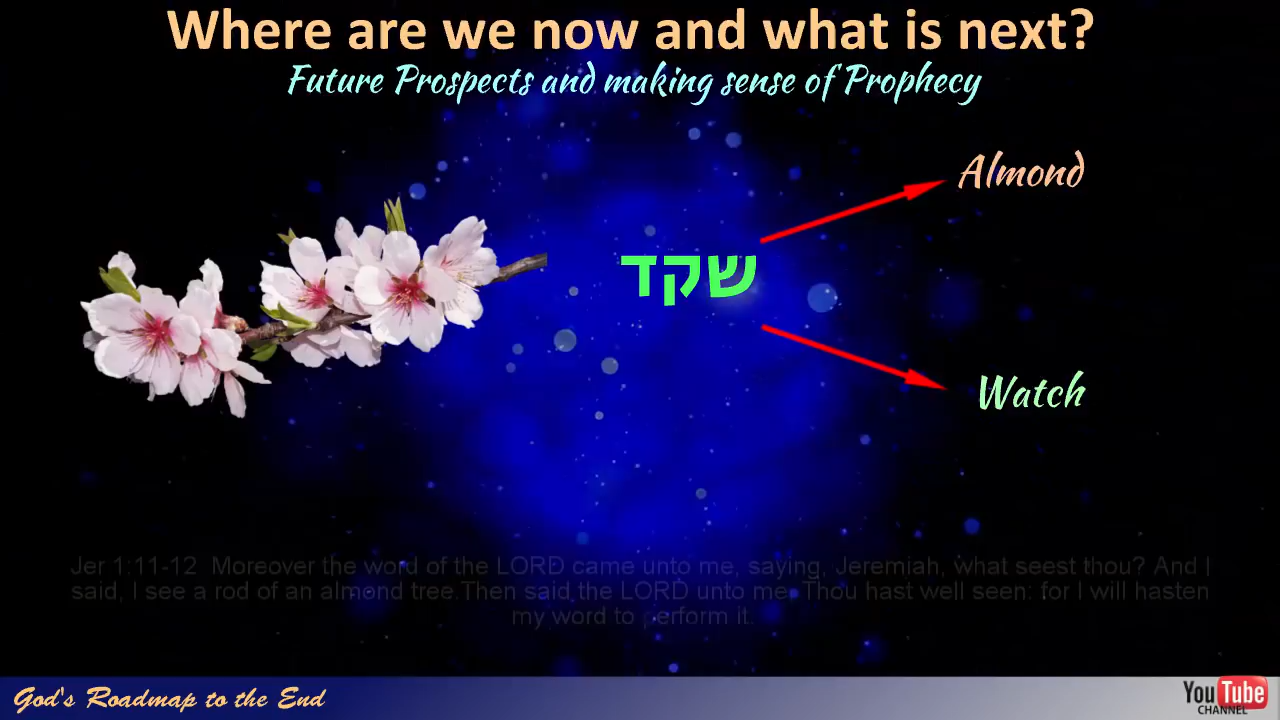 Where are we now and what is next?
Future Prospects and making sense of Prophecy
Almond
שקד
Watch
Jer 1:11-12 Moreover the word of the LORD came unto me, saying, Jeremiah, what seest thou? And I
said, I see a rod of an almond tree.Then said the LORD unto me, Thou hast well seen: for I will hasten
my word to perform it.
God's Roadmap to the End
YouTube
CHANNEL